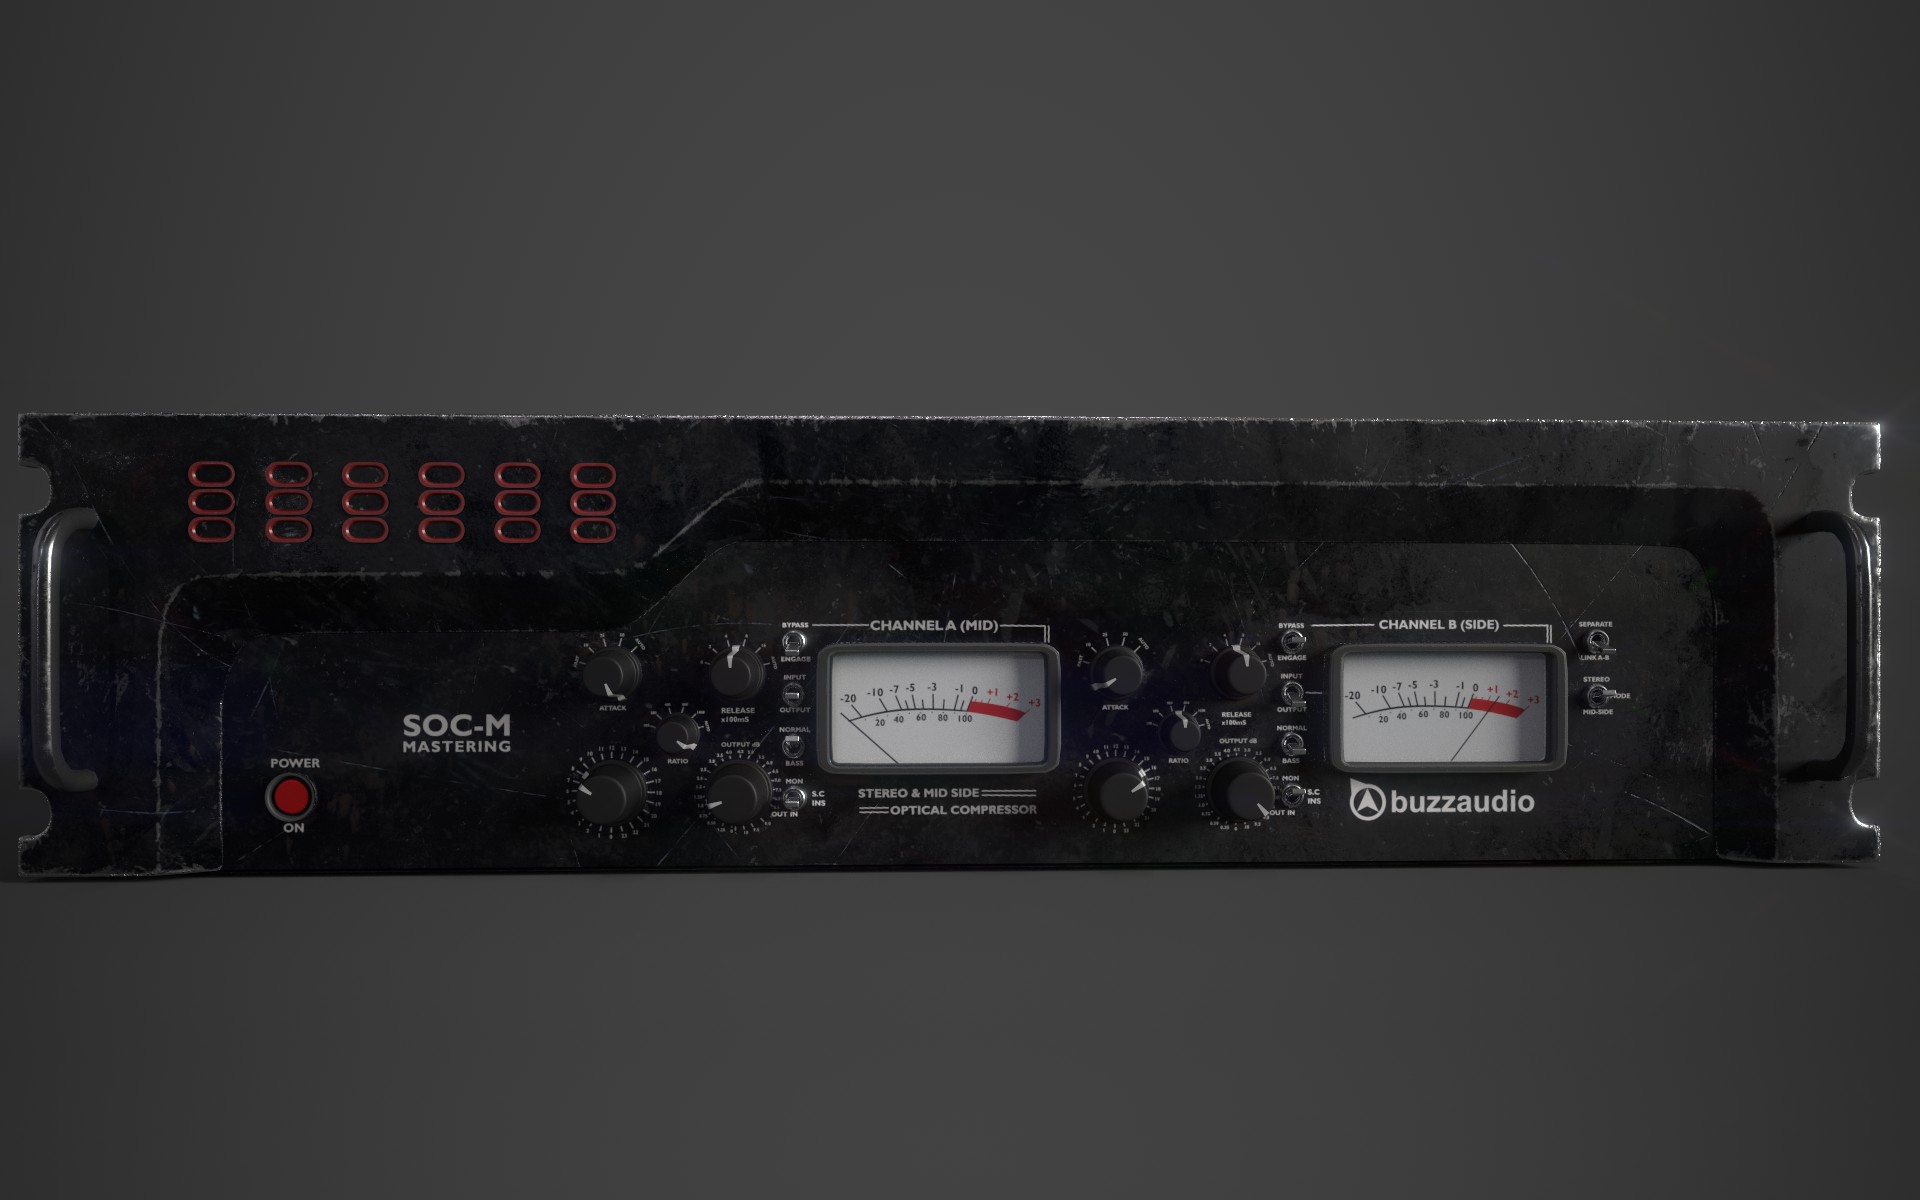 CHANNEL A (MID)
CHANNEL B (SIDE)
BYPASS
ENGAGE
INPUT
OUTPUT
NORMAL
BASS
MON
S.C
INS
OUT IN
ATTACK
RELEASE
x100mS
RATIO
OUTPUT dB
-20 -10 -7 -5 -3 -1 0 +1 +2 +3
20 40 60 80 100
SOC-M
MASTERING
POWER
ON
STEREO & MID SIDE
OPTICAL COMPRESSOR
BYPASS
ENGAGE
INPUT
OUTPUT
NORMAL
BASS
MON
S.C
INS
OUT IN
ATTACK
RELEASE
x100mS
RATIO
OUTPUT dB
-20 -10 -7 -5 -3 -1 0 +1 +2 +3
20 40 60 80 100
buzzaudio
SEPARATE
LINK A-B
STEREO
MODE
MID-SIDE